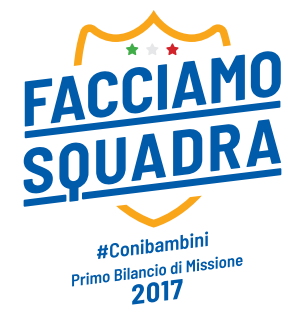 FACCIAMO
SQUADRA
#Conibambini
Primo Bilancio di Missione
2017